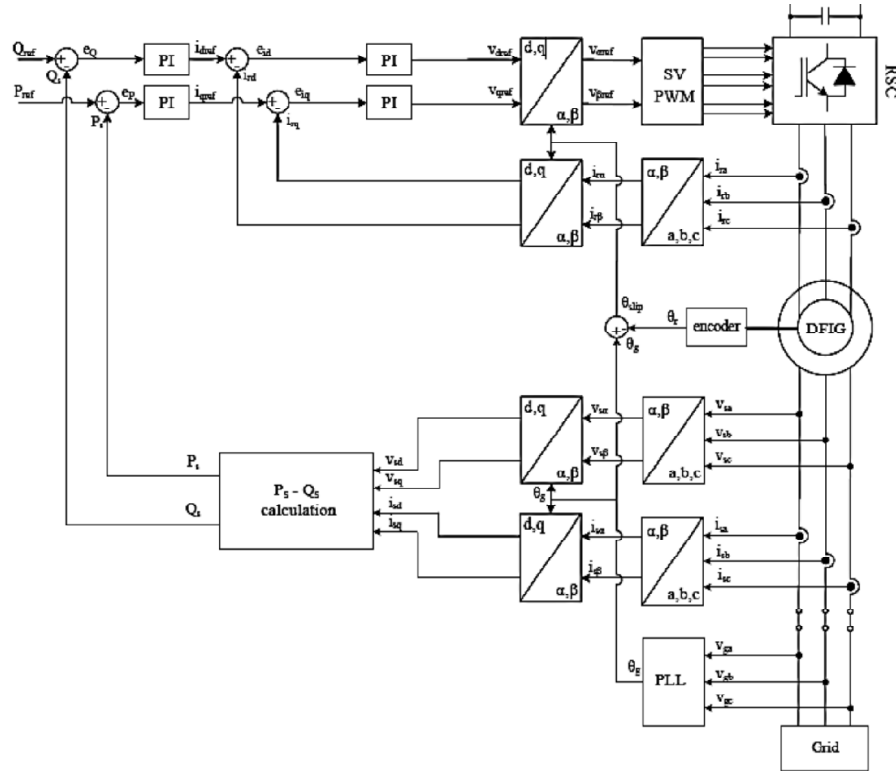 Qref
+
-
eQ
PI
idref
+
-
eid
PI
vdref
d,q
α,β
vαref
SV
PWM
RSC
Qs
ird
Pref
+
-
eP
PI
iqref
+
-
eiq
PI
vqref
vβref
Ps
irq
d,q
α,β
irα
irβ
α,β
a,b,c
ira
irb
irc
θslip
+
-
θr
encoder
DFIG
θg
d,q
α,β
vsα
vsβ
α,β
a,b,c
vsa
vsb
vsc
Ps
Qs
PS - QS
calculation
vsd
vsq
isd
isq
θg
d,q
α,β
isα
isβ
α,β
a,b,c
isa
isb
isc
θg
PLL
vga
vgb
vgc
Grid